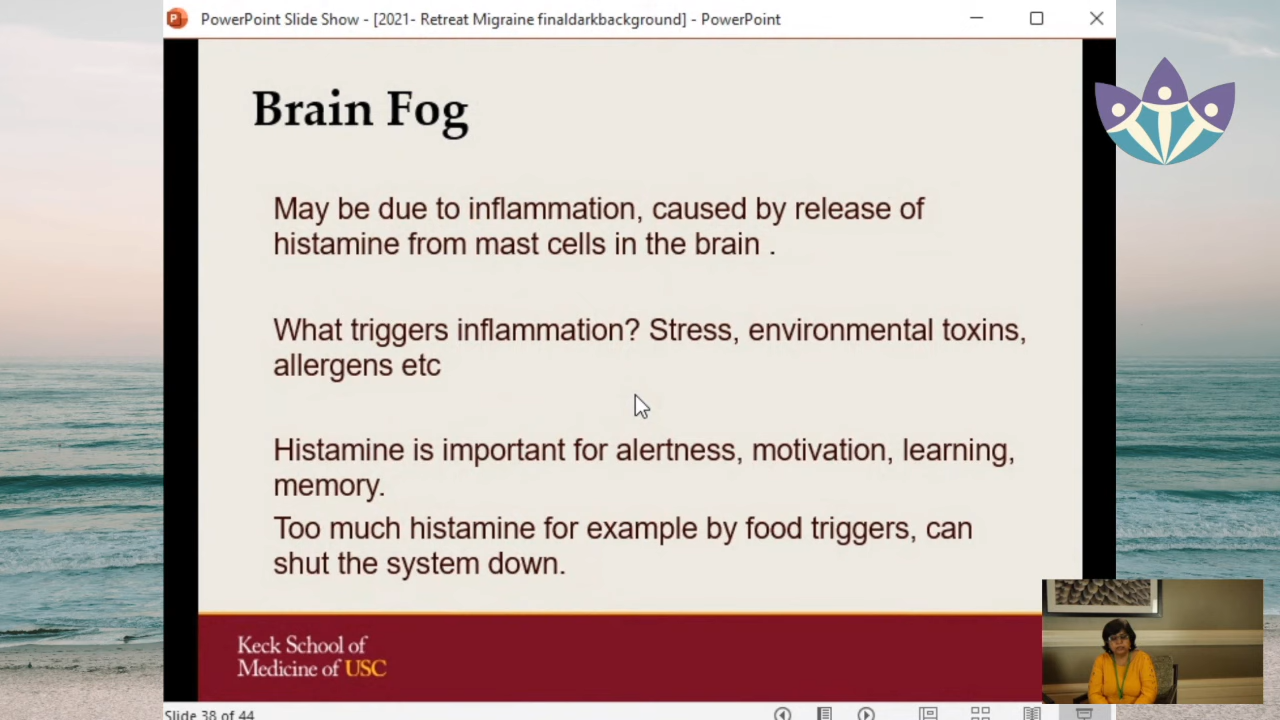 PowerPoint Slide Show - [2021- Retreat Migraine finaldarkbackground] - PowerPoint
Brain Fog
May be due to inflammation, caused by release of
histamine from mast cells in the brain .
What triggers inflammation? Stress, environmental toxins,
allergens etc
Histamine is important for alertness, motivation, learning,
memory.
Too much histamine for example by food triggers, can
shut the system down.
Keck School of
Medicine of USC
Slide 38 of 44